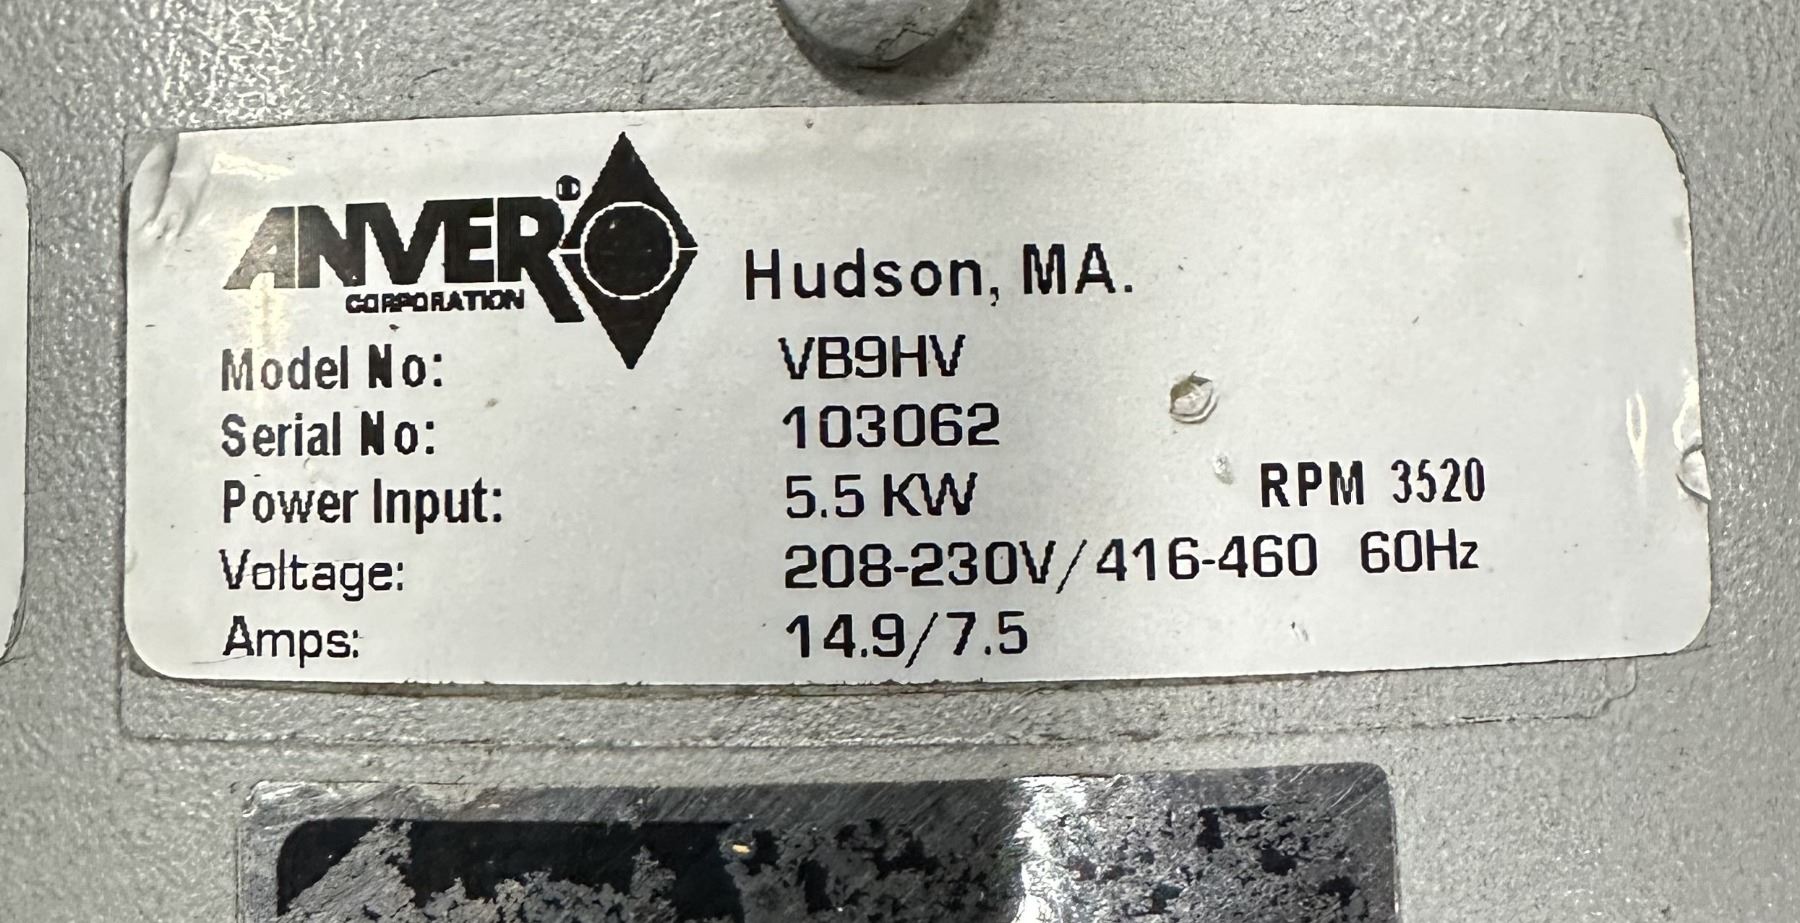 ANVER®
CORPORATION
Hudson, MA.
Model No: VB9HV
Serial No: 103062
Power Input: 5.5 KW RPM 3520
Voltage: 208-230V/416-460 60Hz
Amps: 14.9/7.5